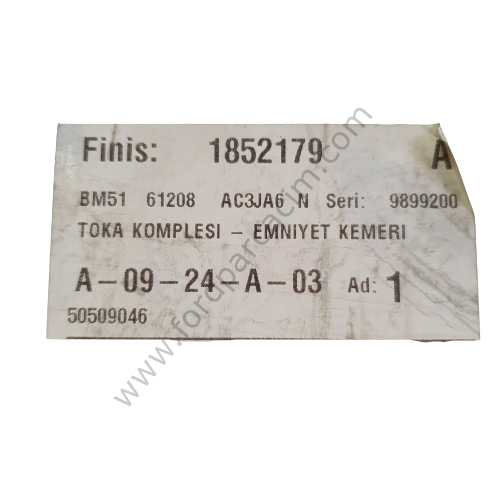 Finis: 1852179 A
BM51 61208 AC3JA6 N Seri: 9899200
TOKA KOMPLESI - EMNIYET KEMERI
A-09-24-A-03 Ad: 1
50509046
www.fordparcacim.com